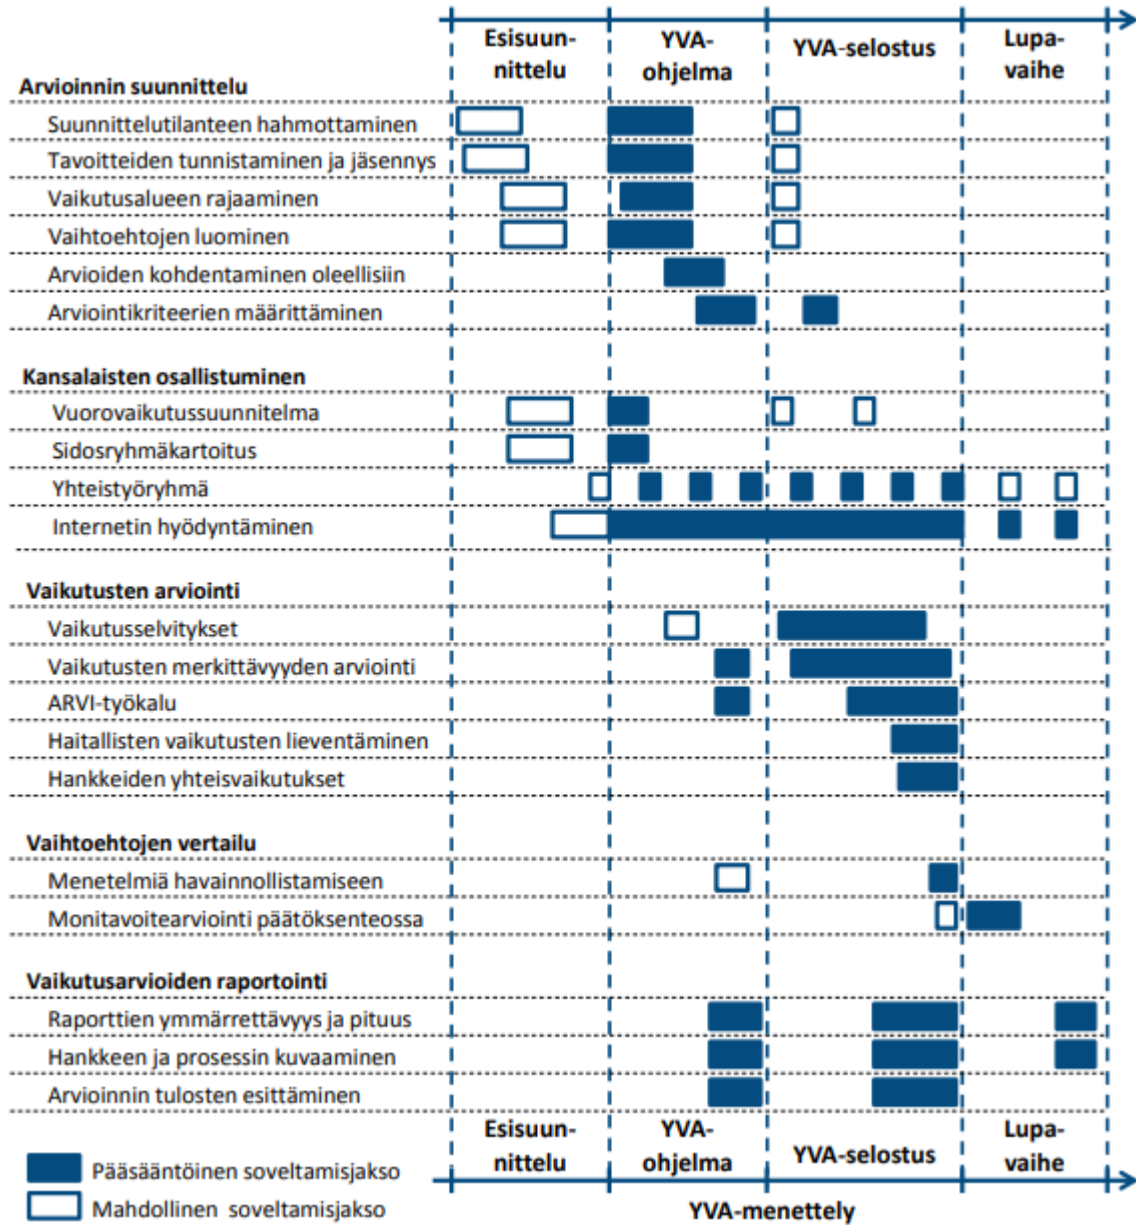 Esisuun-
nittelu
YVA-
ohjelma
YVA-selostus
Lupa-
vaihe
Arvioinnin suunnittelu
Suunnittelutilanteen hahmottaminen
Tavoitteiden tunnistaminen ja jäsennys
Vaikutusalueen rajaaminen
Vaihtoehtojen luominen
Arvioiden kohdentaminen oleellisiin
Arviointikriteerien määrittäminen
Kansalaisten osallistuminen
Vuorovaikutussuunnitelma
Sidosryhmäkartoitus
Yhteistyöryhmä
Internetin hyödyntäminen
Vaikutusten arviointi
Vaikutusselvitykset
Vaikutusten merkittävyyden arviointi
ARVI-työkalu
Haitallisten vaikutusten lieventäminen
Hankkeiden yhteisvaikutukset
Vaihtoehtojen vertailu
Menetelmiä havainnollistamiseen
Monitavoitearviointi päätöksenteossa
Vaikutusarvioiden raportointi
Raporttien ymmärrettävyys ja pituus
Hankkeen ja prosessin kuvaaminen
Arvioinnin tulosten esittäminen
Esisuun-
nittelu
YVA-
ohjelma
YVA-selostus
Lupa-
vaihe
Pääsääntöinen soveltamisjakso
Mahdollinen soveltamisjakso
YVA-menettely